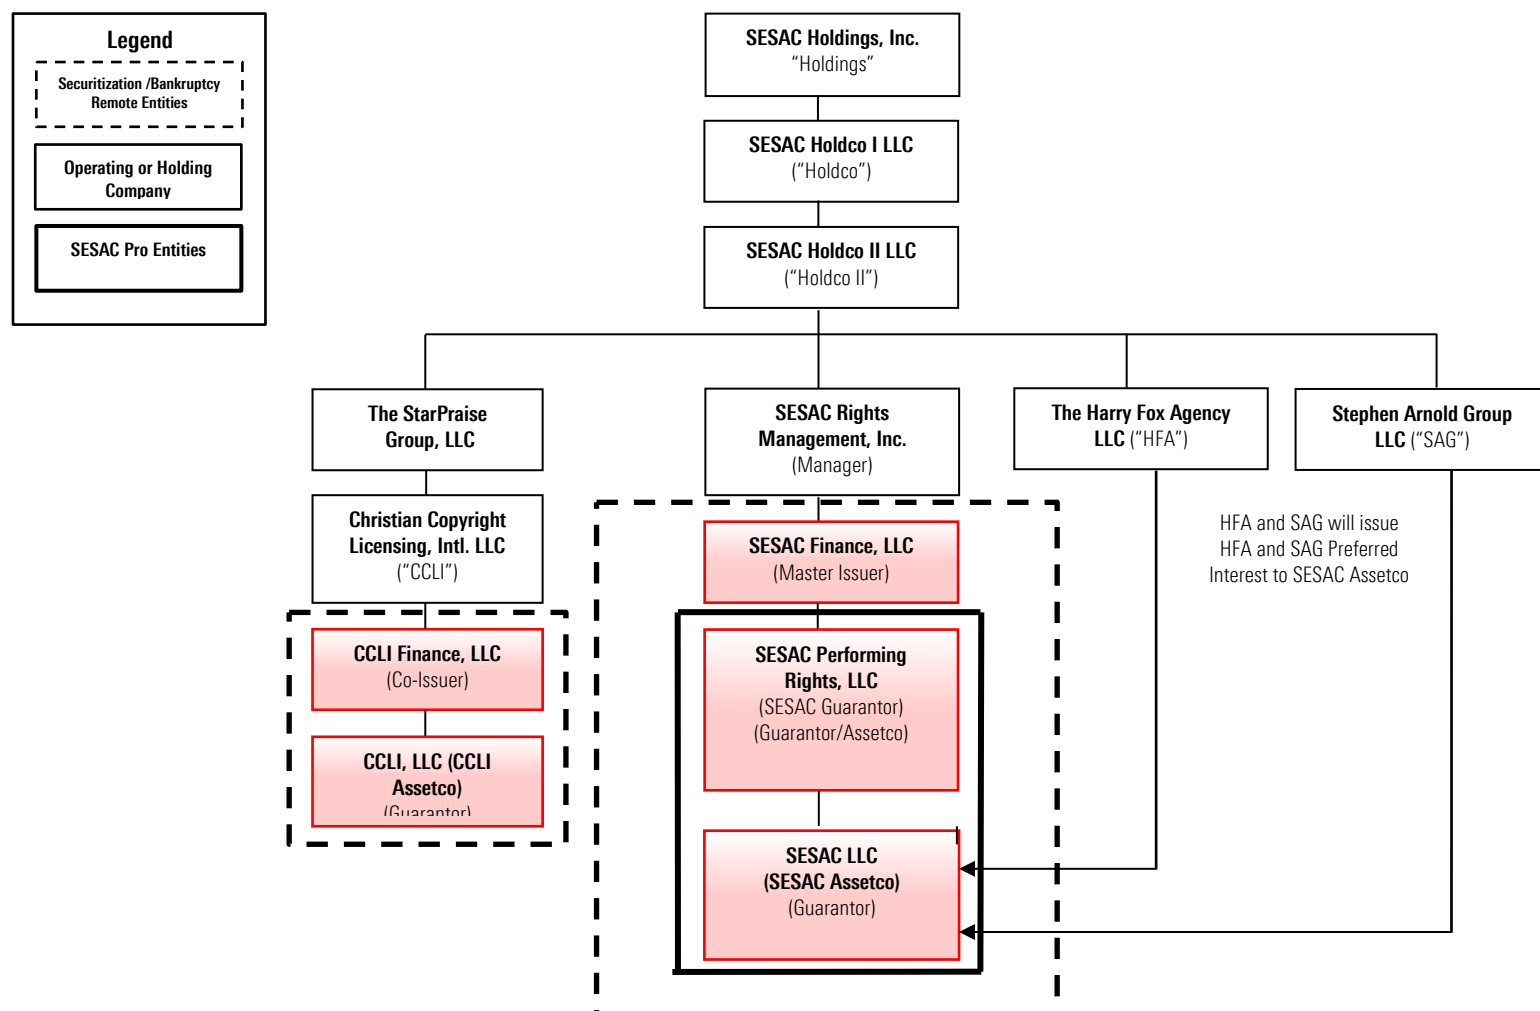 Legend
Securitization /Bankruptcy
Remote Entities
Operating or Holding
Company
SESAC Pro Entities
SESAC Holdings, Inc.
“Holdings”
SESAC Holdco I LLC
(“Holdco”)
SESAC Holdco II LLC
(“Holdco II”)
The StarPraise
Group, LLC
SESAC Rights
Management, Inc.
(Manager)
The Harry Fox Agency
LLC (“HFA”)
Stephen Arnold Group
LLC (“SAG”)
Christian Copyright
Licensing, Intl. LLC
(“CCLI”)
SESAC Finance, LLC
(Master Issuer)
HFA and SAG will issue
HFA and SAG Preferred
Interest to SESAC Assetco
CCLI Finance, LLC
(Co-Issuer)
SESAC Performing
Rights, LLC
(SESAC Guarantor)
(Guarantor/Assetco)
CCLI, LLC (CCLI
Assetco)
(Guarantor)
SESAC LLC
(SESAC Assetco)
(Guarantor)